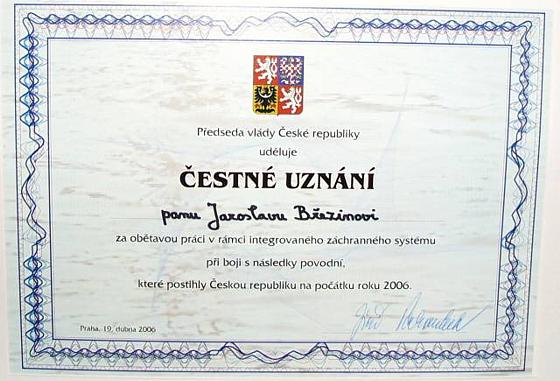 Předseda vlády České republiky
uděluje
ČESTNÉ UZNÁNÍ
panu Jaroslavu Březinovi
za obětavou práci v rámci integrovaného záchranného systému
při boji s následky povodní,
které postihly Českou republiku na počátku roku 2006.
Praha, 19. dubna 2006